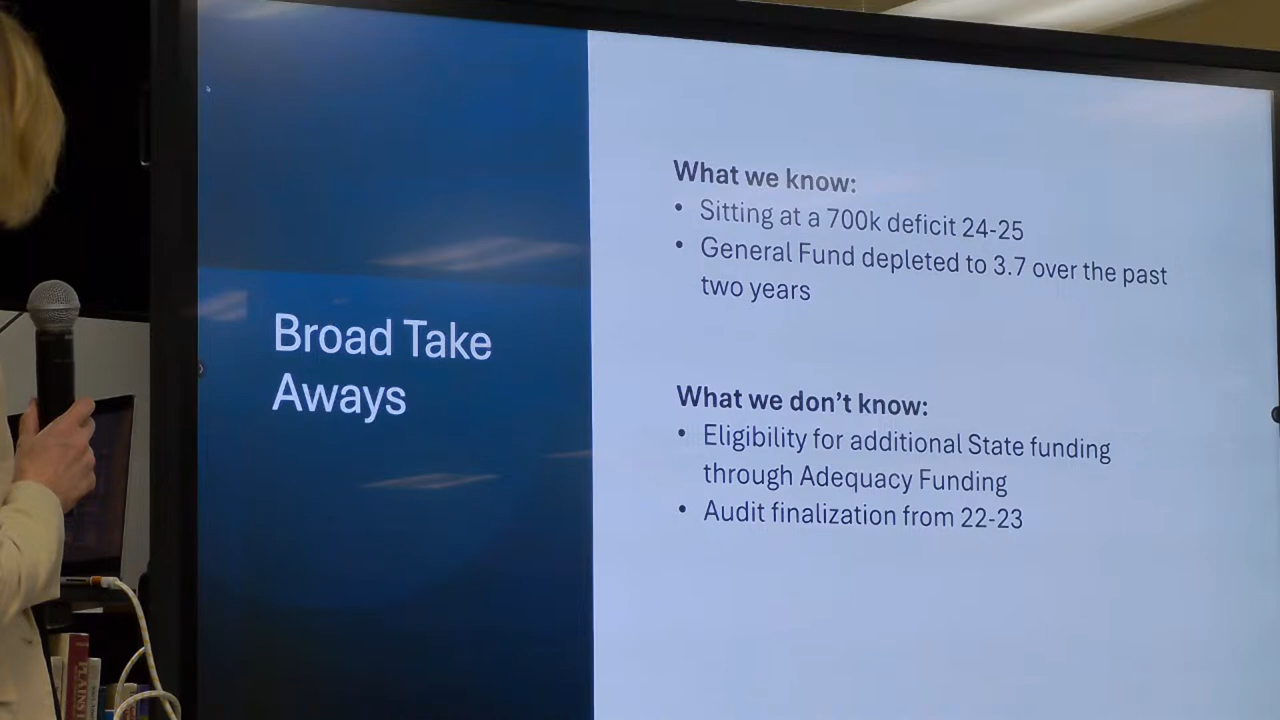 Broad Take
Aways
What we know:
• Sitting at a 700k deficit 24-25
• General Fund depleted to 3.7 over the past
two years
What we don't know:
• Eligibility for additional State funding
through Adequacy Funding
• Audit finalization from 22-23
PLAINS